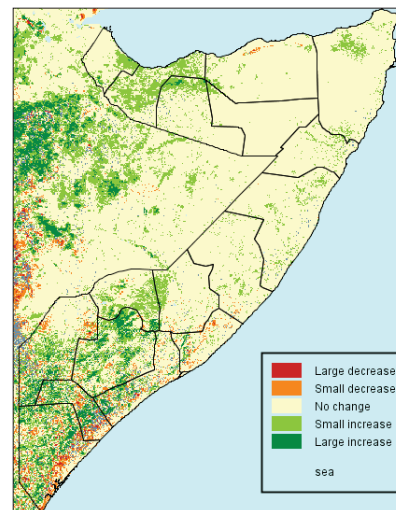 Large decrease
Small decrease
No change
Small increase
Large increase
sea